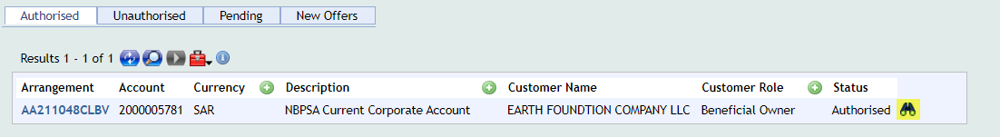 Authorised Unauthorised Pending New Offers
Results 1 - 1 of 1
Arrangement Account Currency Description Customer Name Customer Role Status
AA211048CLBV 2000005781 SAR NBPSA Current Corporate Account EARTH FOUNDTION COMPANY LLC Beneficial Owner Authorised